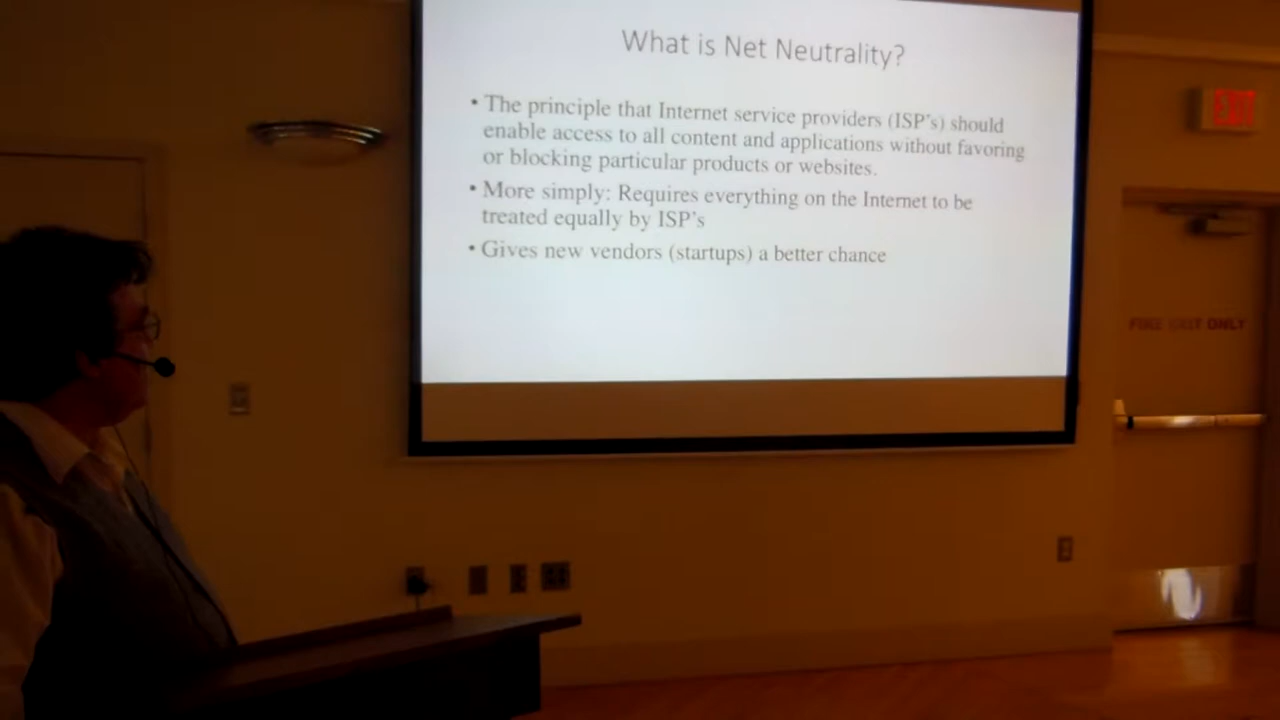 What is Net Neutrality?
• The principle that Internet service providers (ISP's) should
enable access to all content and applications without favoring
or blocking particular products or websites.
• More simply: Requires everything on the Internet to be
treated equally by ISP's
• Gives new vendors (startups) a better chance
EXIT
FIRE EXIT ONLY